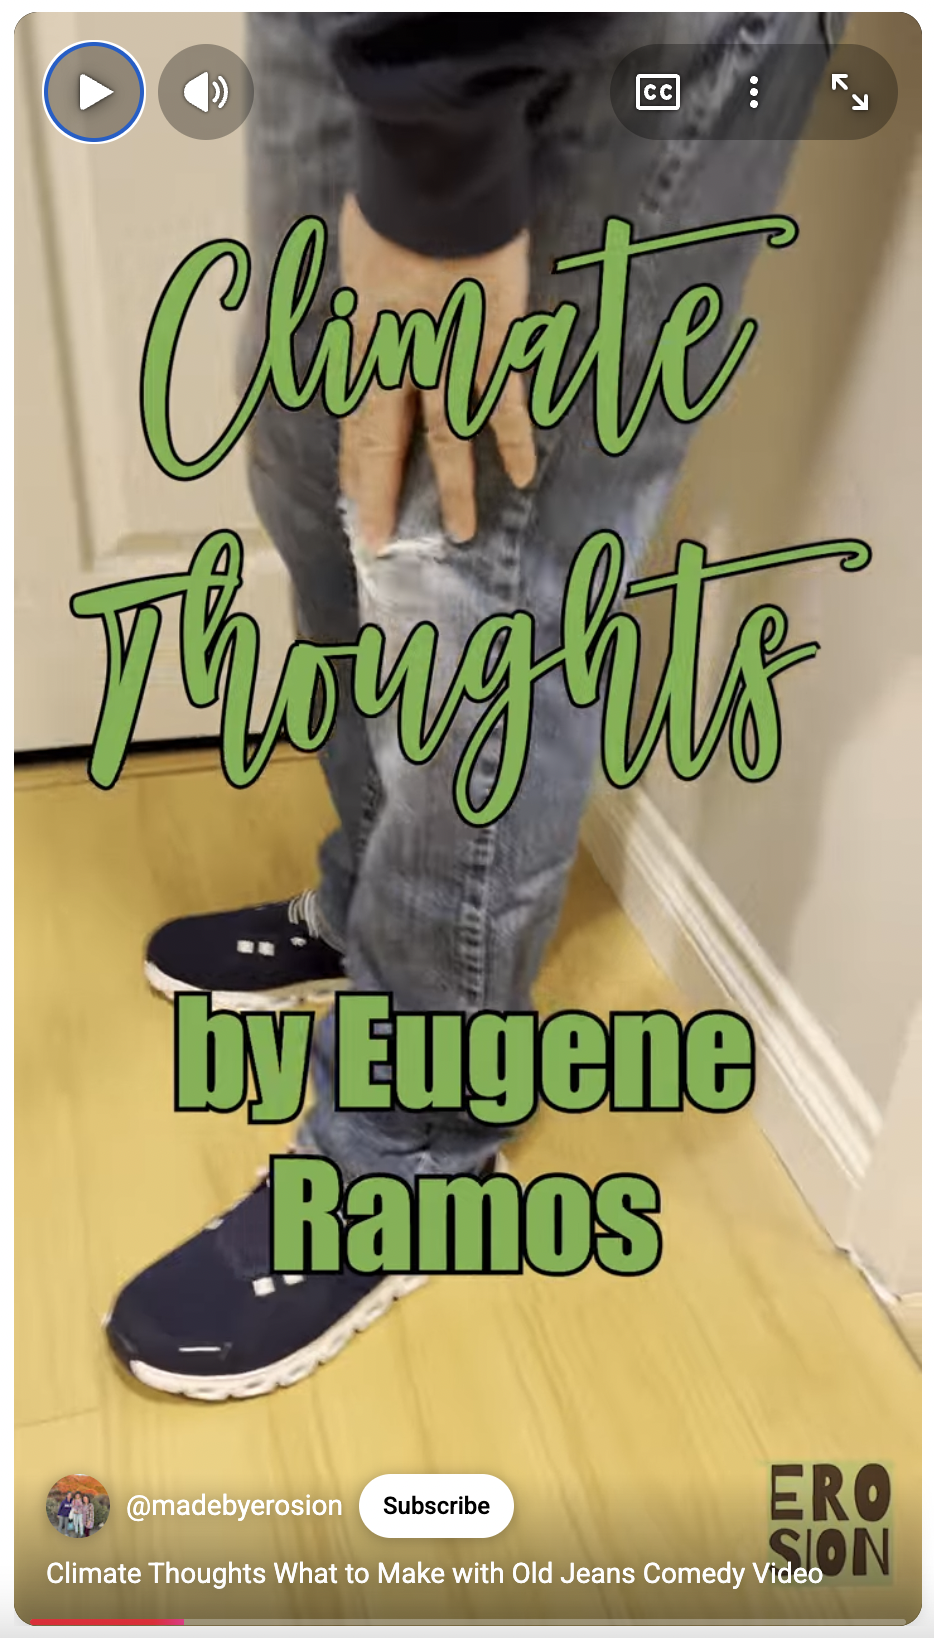 CC
Climate
Thoughts
by Eugene
Ramos
ERO
SION
@madebyerosion Subscribe
Climate Thoughts What to Make with Old Jeans Comedy Video